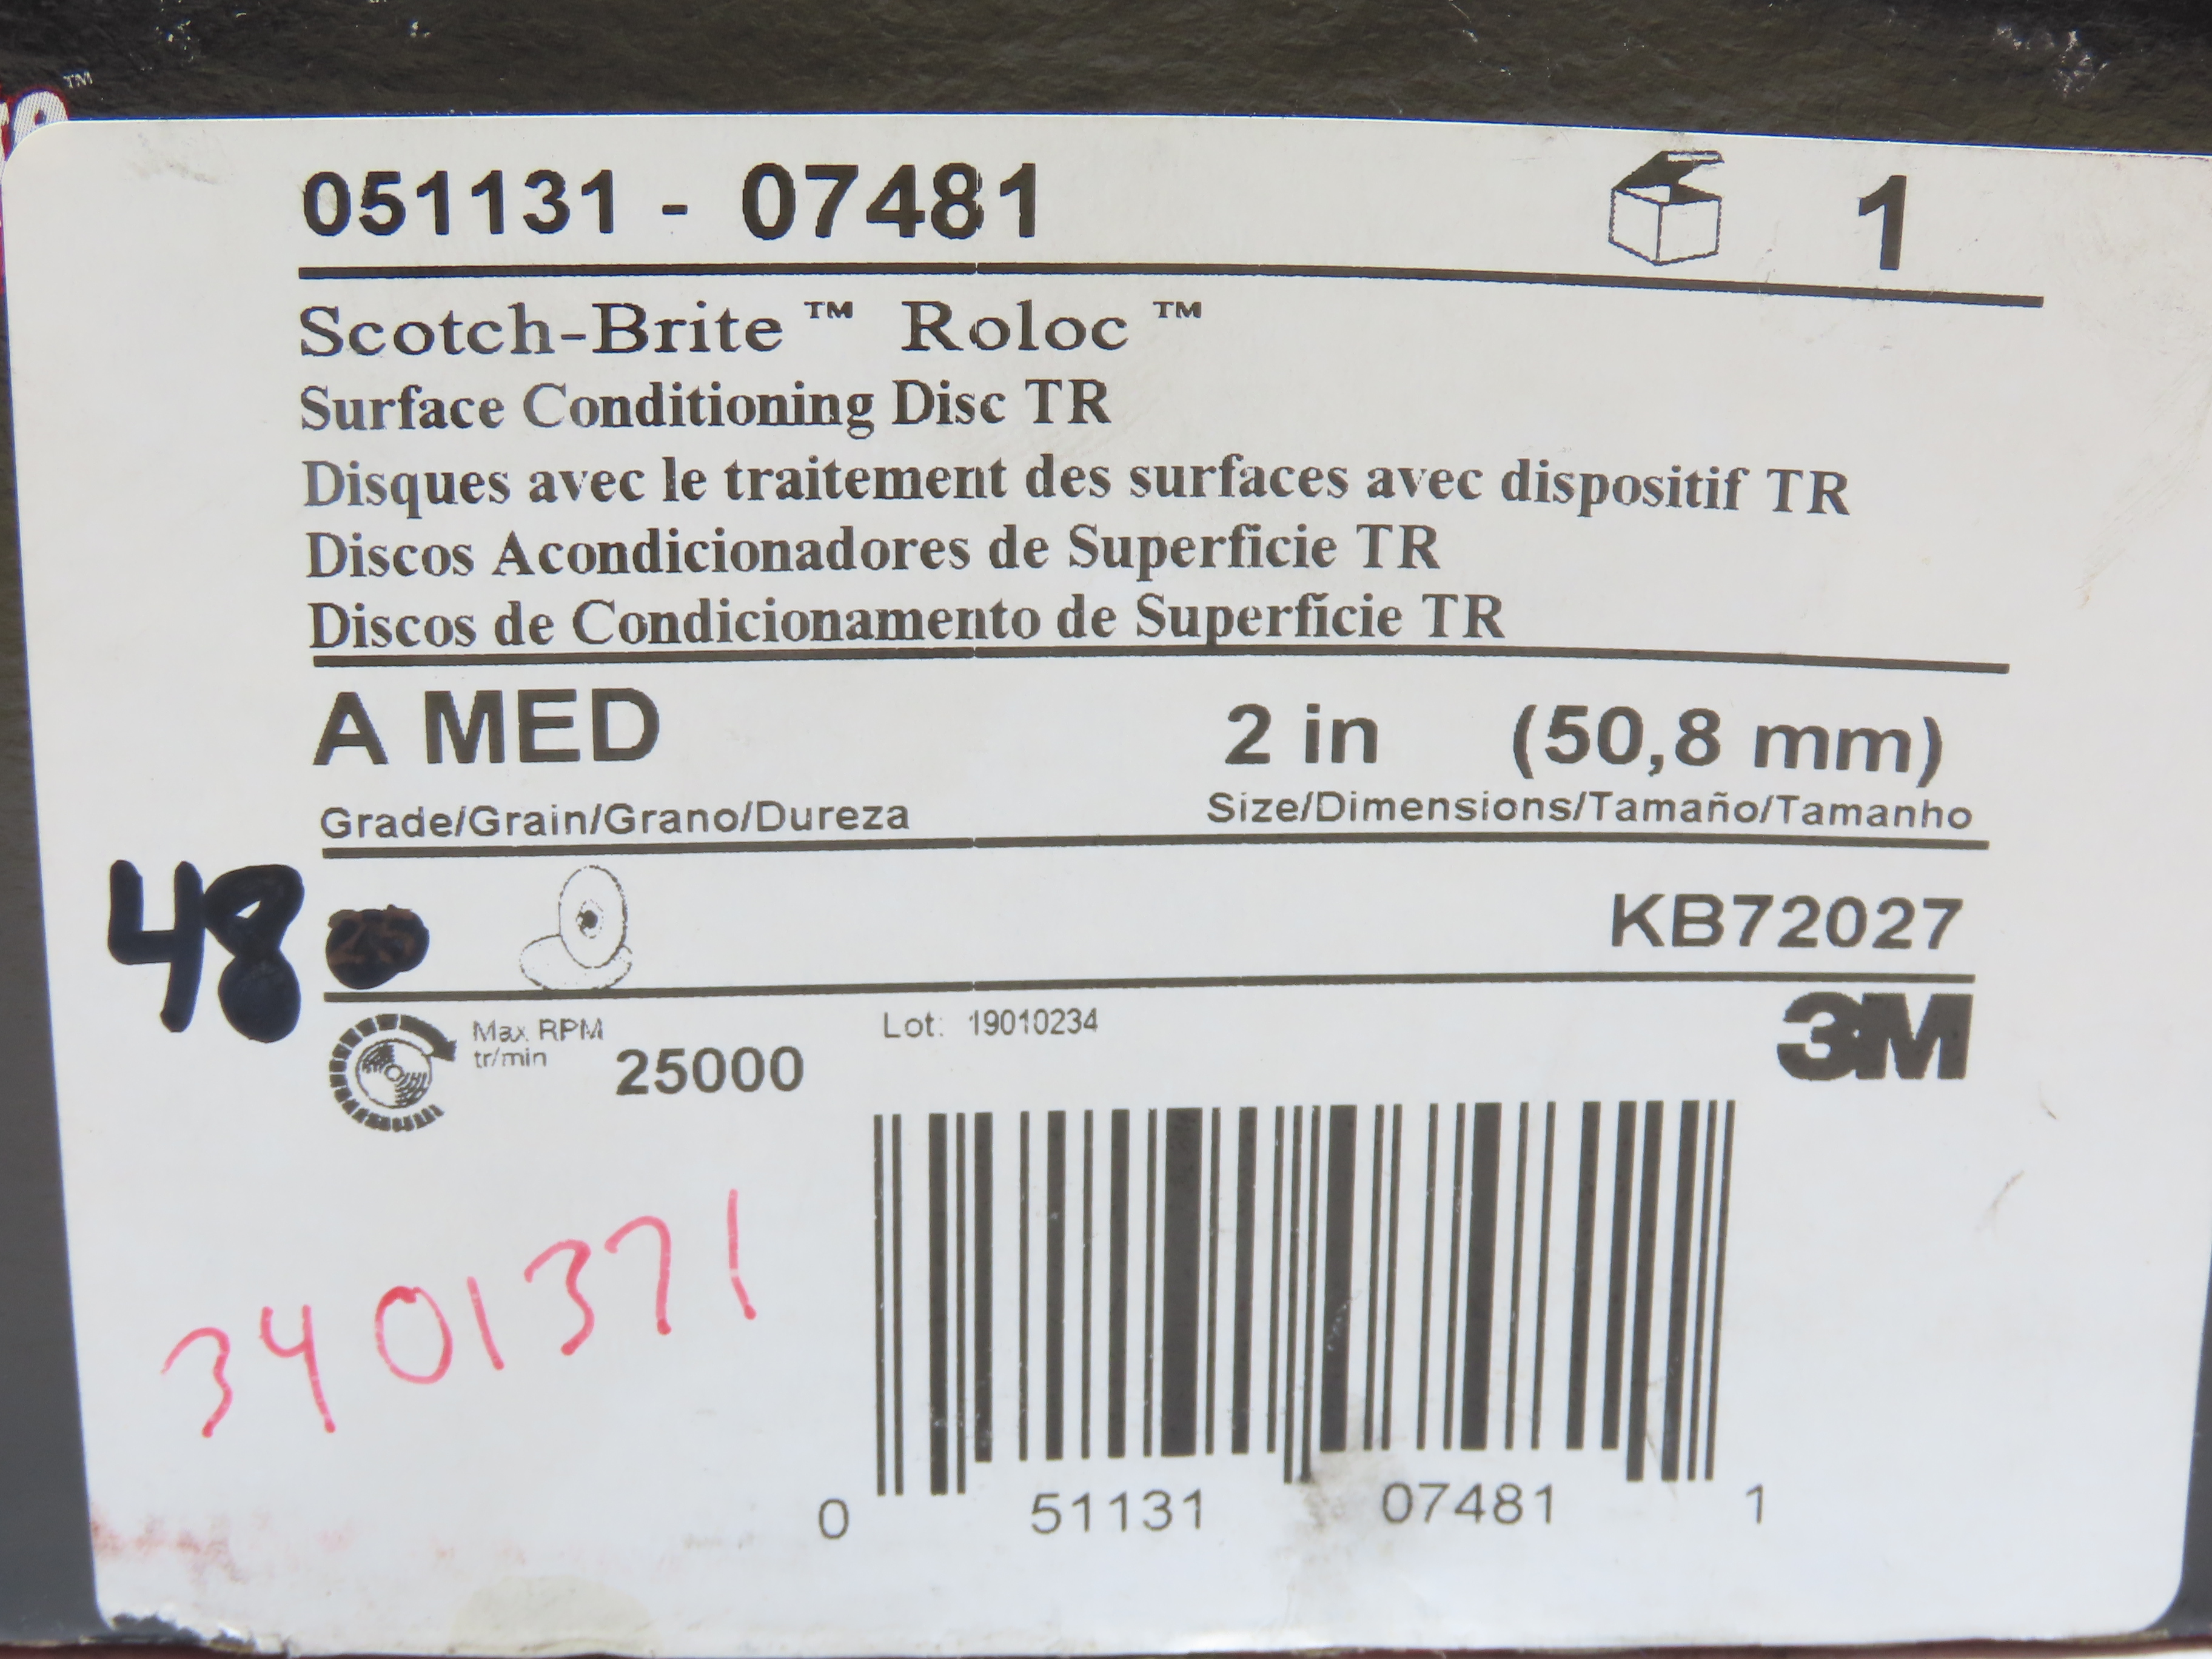 ™
051131 - 07481 1
Scotch-Brite™ Roloc™
Surface Conditioning Disc TR
Disques avec le traitement des surfaces avec dispositif TR
Discos Acondicionadores de Superficie TR
Discos de Condicionamento de Superfície TR
A MED 2 in (50,8 mm)
Grade/Grain/Grano/Dureza Size/Dimensions/Tamaño/Tamanho
48 25 KB72027
Max RPM
tr/min 25000
Lot: 19010234
3M
3401371
0 51131 07481 1